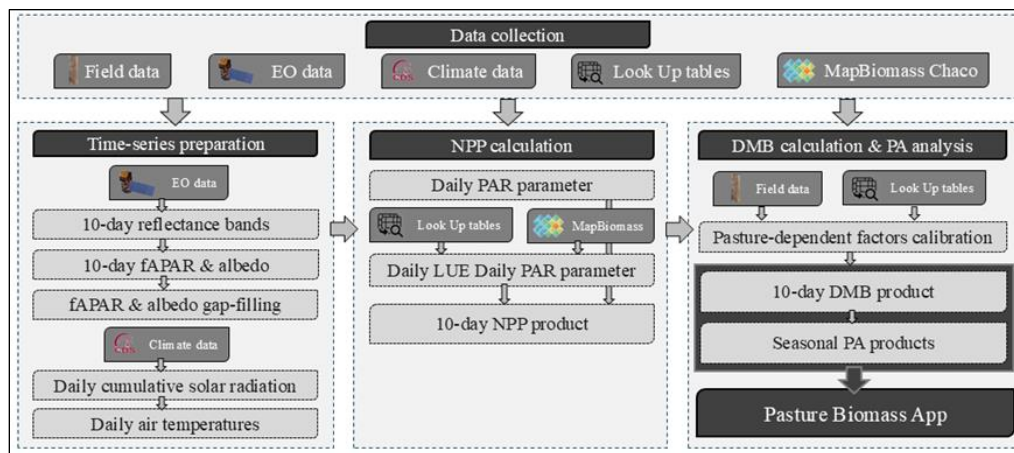 Data collection
Field data
EO data
CDS
Climate data
Look Up tables
MapBiomass Chaco
Time-series preparation
EO data
10-day reflectance bands
10-day fAPAR & albedo
fAPAR & albedo gap-filling
CDS
Climate data
Daily cumulative solar radiation
Daily air temperatures
NPP calculation
Daily PAR parameter
Look Up tables
MapBiomass
Daily LUE Daily PAR parameter
10-day NPP product
DMB calculation & PA analysis
Field data
Look Up tables
Pasture-dependent factors calibration
10-day DMB product
Seasonal PA products
Pasture Biomass App